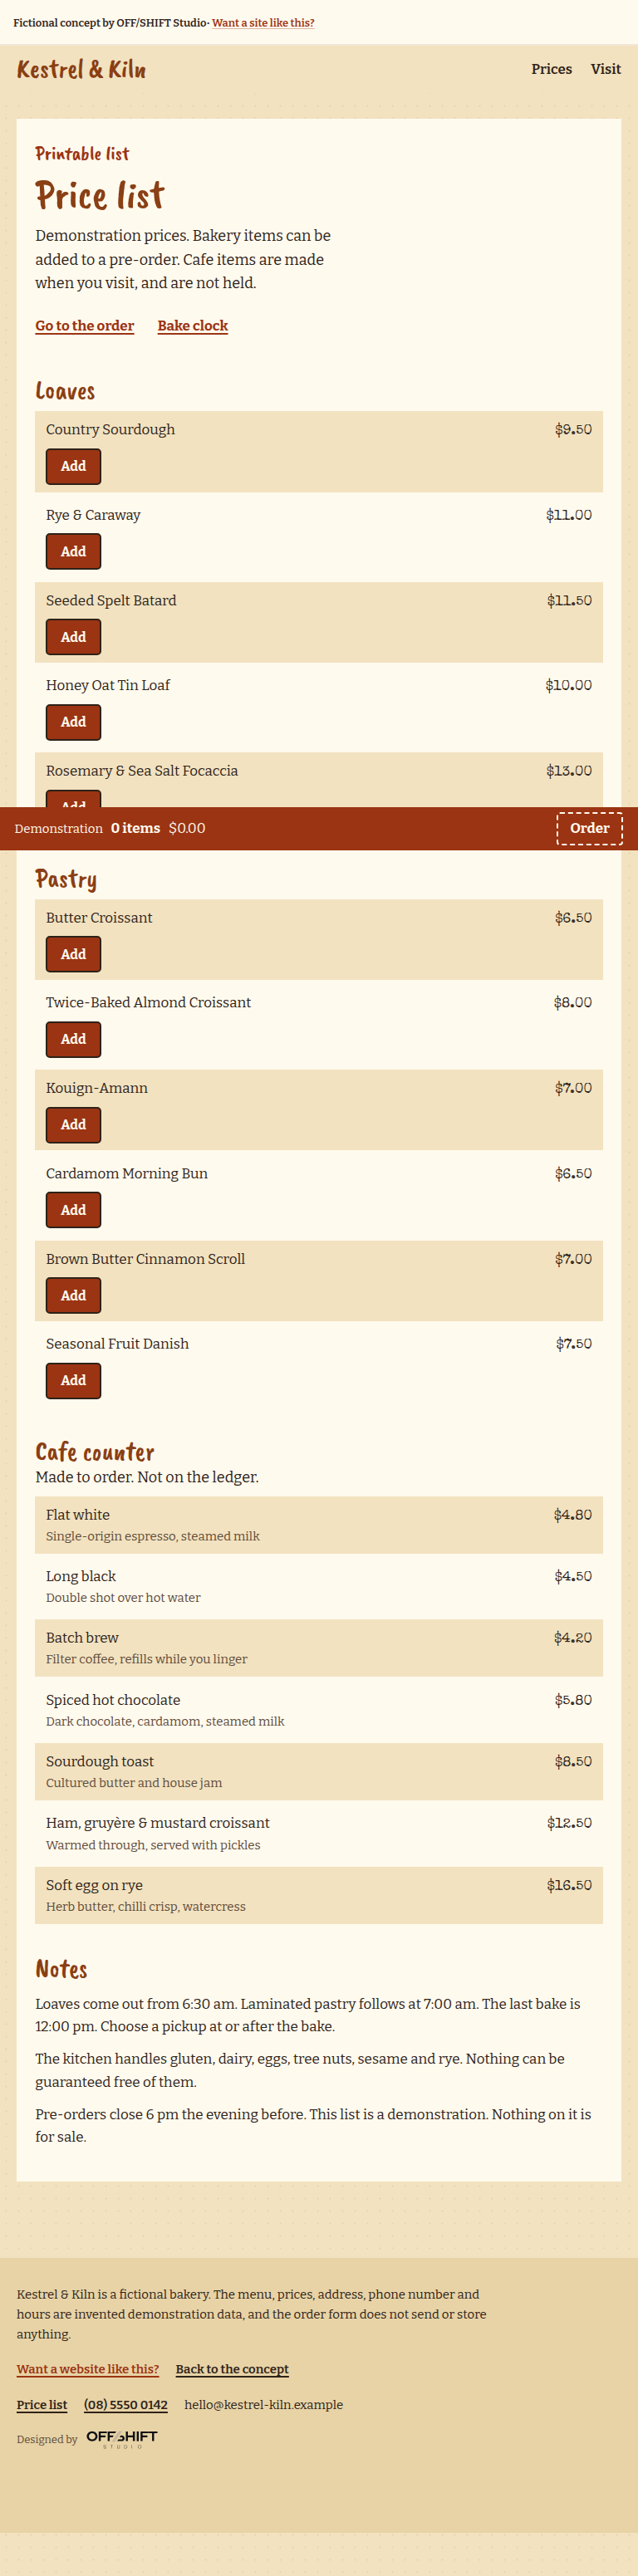 Fictional concept by OFF/SHIFT Studio · Want a site like this?
Kestrel & Kiln
Prices Visit
Printable list
Price list
Demonstration prices. Bakery items can be
added to a pre-order. Cafe items are made
when you visit, and are not held.
Go to the order Bake clock
Loaves
Country Sourdough $9.50
Add
Rye & Caraway $11.00
Add
Seeded Spelt Batard $11.50
Add
Honey Oat Tin Loaf $10.00
Add
Rosemary & Sea Salt Focaccia $13.00
Add
Demonstration 0 items $0.00 Order
Pastry
Butter Croissant $6.50
Add
Twice-Baked Almond Croissant $8.00
Add
Kouign-Amann $7.00
Add
Cardamom Morning Bun $6.50
Add
Brown Butter Cinnamon Scroll $7.00
Add
Seasonal Fruit Danish $7.50
Add
Cafe counter
Made to order. Not on the ledger.
Flat white $4.80
Single-origin espresso, steamed milk
Long black $4.50
Double shot over hot water
Batch brew $4.20
Filter coffee, refills while you linger
Spiced hot chocolate $5.80
Dark chocolate, cardamom, steamed milk
Sourdough toast $8.50
Cultured butter and house jam
Ham, gruyère & mustard croissant $12.50
Warmed through, served with pickles
Soft egg on rye $16.50
Herb butter, chilli crisp, watercress
Notes
Loaves come out from 6:30 am. Laminated pastry follows at 7:00 am. The last bake is
12:00 pm. Choose a pickup at or after the bake.
The kitchen handles gluten, dairy, eggs, tree nuts, sesame and rye. Nothing can be
guaranteed free of them.
Pre-orders close 6 pm the evening before. This list is a demonstration. Nothing on it is
for sale.
Kestrel & Kiln is a fictional bakery. The menu, prices, address, phone number and
hours are invented demonstration data, and the order form does not send or store
anything.
Want a website like this? Back to the concept
Price list (08) 5550 0142 hello@kestrel-kiln.example
Designed by OFF/SHIFT
STUDIO